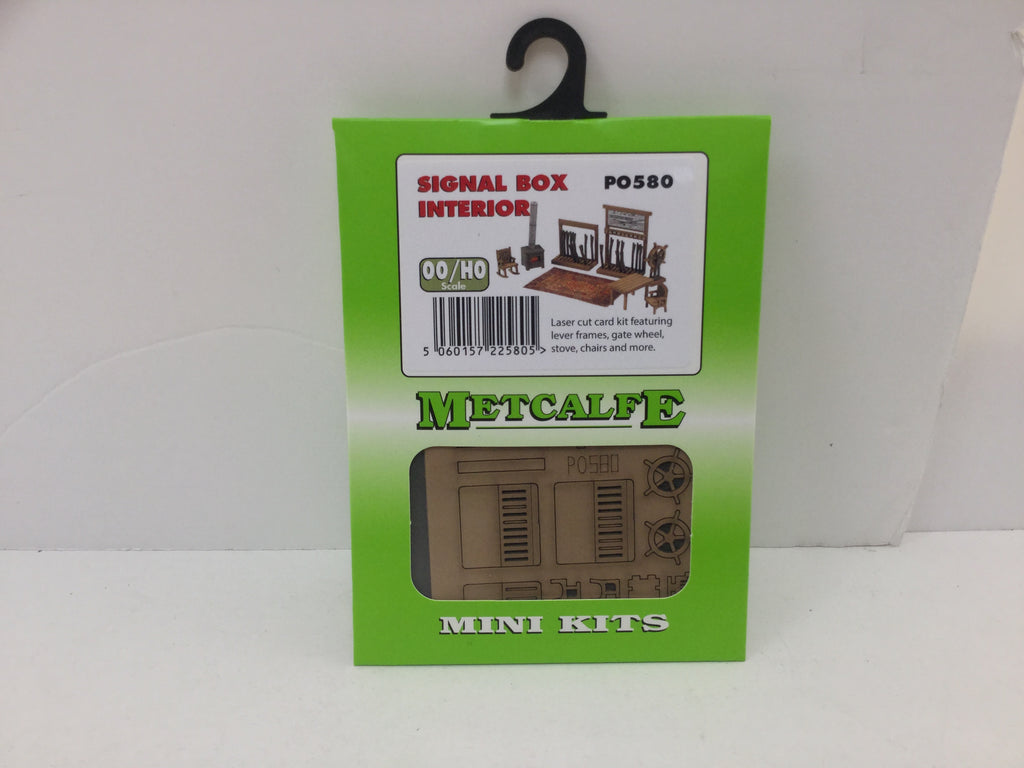 SIGNAL BOX
INTERIOR
PO580
OO/HO
Scale
Laser cut card kit featuring
lever frames, gate wheel,
stove, chairs and more.
5 060157 225805 >
METCALFE
PO580
MINI KITS